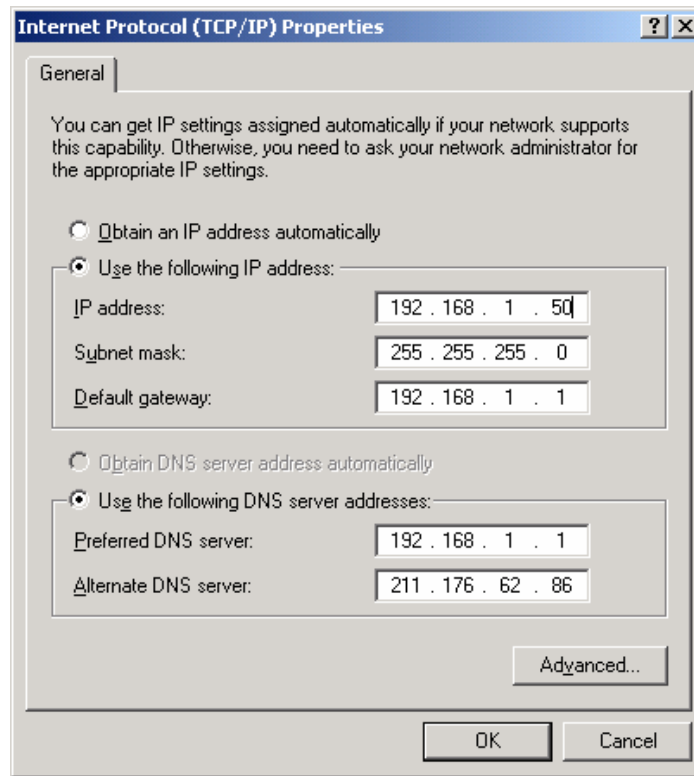 Internet Protocol (TCP/IP) Properties
General
You can get IP settings assigned automatically if your network supports
this capability. Otherwise, you need to ask your network administrator for
the appropriate IP settings.
Obtain an IP address automatically
Use the following IP address:
IP address: 192 . 168 . 1 . 50
Subnet mask: 255 . 255 . 255 . 0
Default gateway: 192 . 168 . 1 . 1
Obtain DNS server address automatically
Use the following DNS server addresses:
Preferred DNS server: 192 . 168 . 1 . 1
Alternate DNS server: 211 . 176 . 62 . 86
Advanced...
OK Cancel